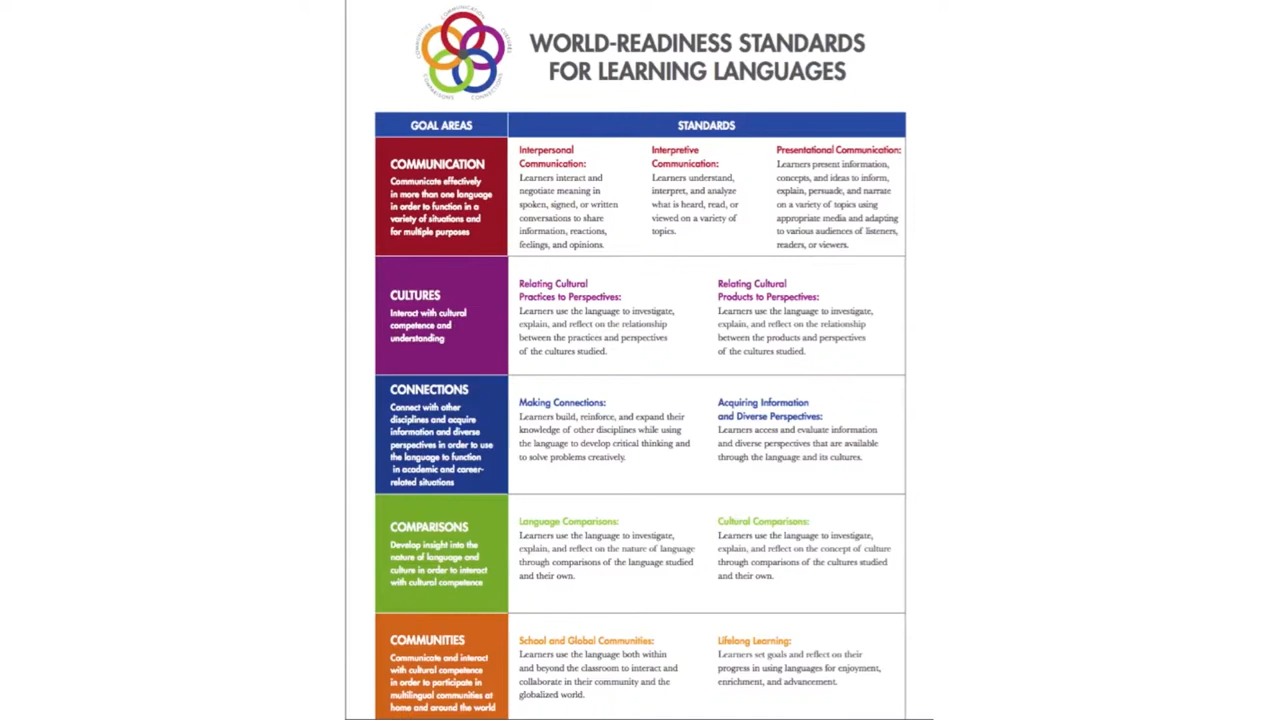 COMMUNICATION
CULTURES
CONNECTIONS
COMPARISONS
COMMUNITIES
WORLD-READINESS STANDARDS
FOR LEARNING LANGUAGES
GOAL AREAS
STANDARDS
COMMUNICATION
Communicate effectively
in more than one language
in order to function in a
variety of situations and
for multiple purposes
Interpersonal
Communication:
Learners interact and
negotiate meaning in
spoken, signed, or written
conversations to share
information, reactions,
feelings, and opinions.
Interpretive
Communication:
Learners understand,
interpret, and analyze
what is heard, read, or
viewed on a variety of
topics.
Presentational Communication:
Learners present information,
concepts, and ideas to inform,
explain, persuade, and narrate
on a variety of topics using
appropriate media and adapting
to various audiences of listeners,
readers, or viewers.
CULTURES
Interact with cultural
competence and
understanding
Relating Cultural
Practices to Perspectives:
Learners use the language to investigate,
explain, and reflect on the relationship
between the practices and perspectives
of the cultures studied.
Relating Cultural
Products to Perspectives:
Learners use the language to investigate,
explain, and reflect on the relationship
between the products and perspectives
of the cultures studied.
CONNECTIONS
Connect with other
disciplines and acquire
information and diverse
perspectives in order to use
the language to function
in academic and career-
related situations
Making Connections:
Learners build, reinforce, and expand their
knowledge of other disciplines while using
the language to develop critical thinking and
to solve problems creatively.
Acquiring Information
and Diverse Perspectives:
Learners access and evaluate information
and diverse perspectives that are available
through the language and its cultures.
COMPARISONS
Develop insight into the
nature of language and
culture in order to interact
with cultural competence
Language Comparisons:
Learners use the language to investigate,
explain, and reflect on the nature of language
through comparisons of the language studied
and their own.
Cultural Comparisons:
Learners use the language to investigate,
explain, and reflect on the concept of culture
through comparisons of the cultures studied
and their own.
COMMUNITIES
Communicate and interact
with cultural competence
in order to participate in
multilingual communities at
home and around the world
School and Global Communities:
Learners use the language both within
and beyond the classroom to interact and
collaborate in their community and the
globalized world.
Lifelong Learning:
Learners set goals and reflect on their
progress in using languages for enjoyment,
enrichment, and advancement.